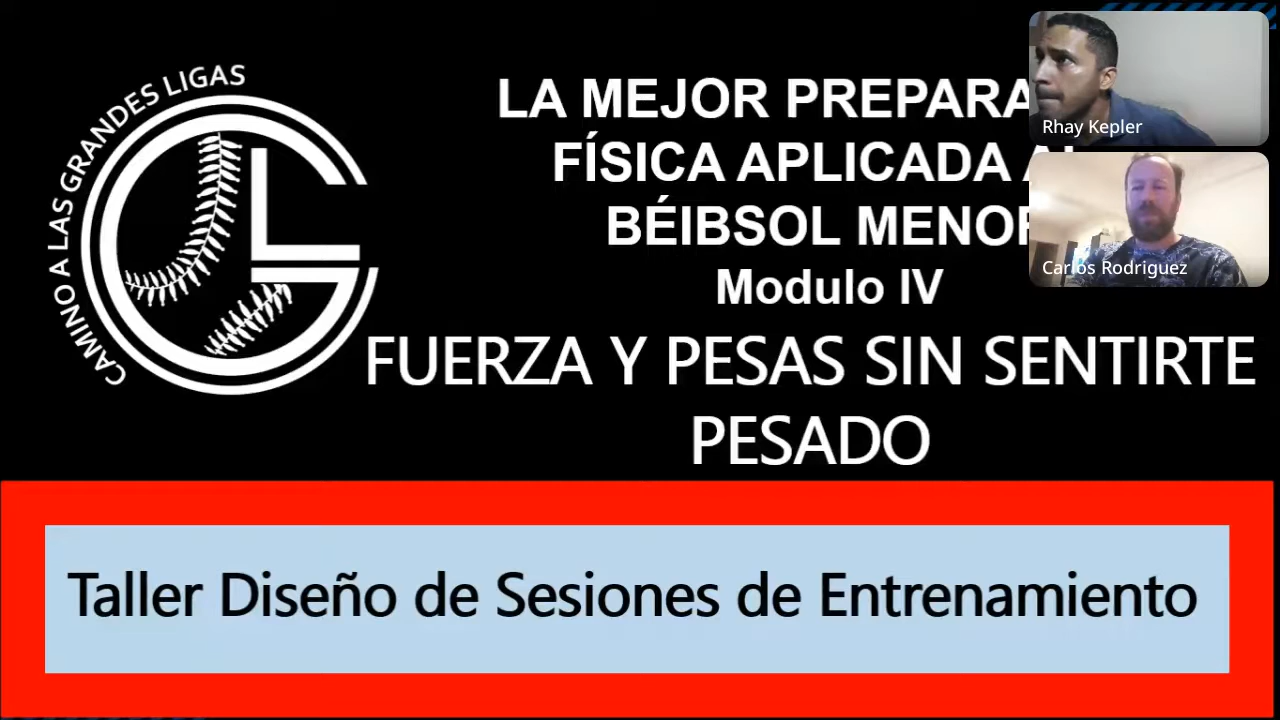 CAMINO A LAS GRANDES LIGAS
LA MEJOR PREPARA
FÍSICA APLICADA
BÉIBSOL MENOR
Modulo IV
FUERZA Y PESAS SIN SENTIRTE
PESADO
Taller Diseño de Sesiones de Entrenamiento
Rhay Kepler
Carlos Rodriguez